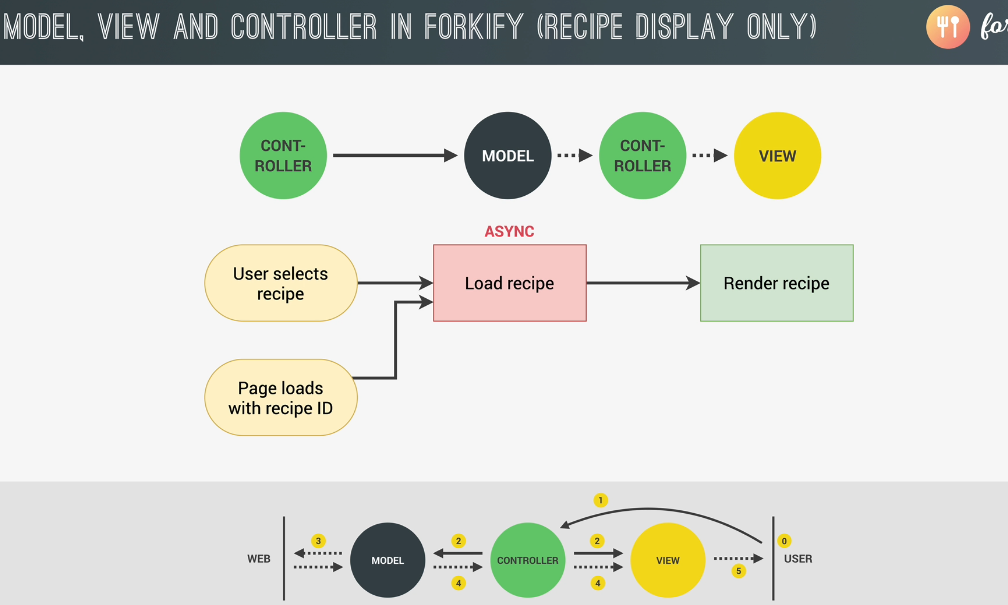 MODEL, VIEW AND CONTROLLER IN FORKIFY (RECIPE DISPLAY ONLY)
CONT-
ROLLER
MODEL
CONT-
ROLLER
VIEW
ASYNC
User selects
recipe
Load recipe
Render recipe
Page loads
with recipe ID
1
WEB
3
MODEL
2
4
CONTROLLER
2
4
VIEW
5
0
USER